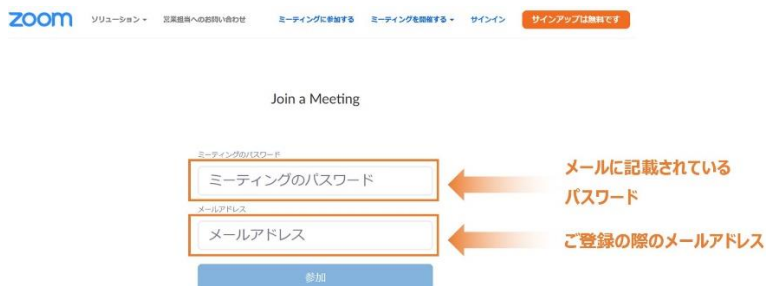 zoom ソリューション 営業担当へのお問い合わせ ミーティングに参加する ミーティングを開催する サインイン サインアップは無料です
Join a Meeting
ミーティングのパスワード
ミーティングのパスワード
メールに記載されている
パスワード
メールアドレス
メールアドレス
ご登録の際のメールアドレス
参加